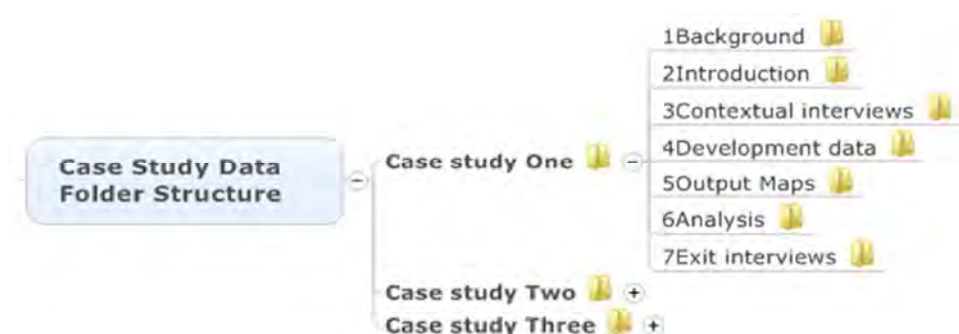 Case Study Data
Folder Structure
Case study One
1Background
2Introduction
3Contextual interviews
4Development data
5Output Maps
6Analysis
7Exit interviews
Case study Two
Case study Three